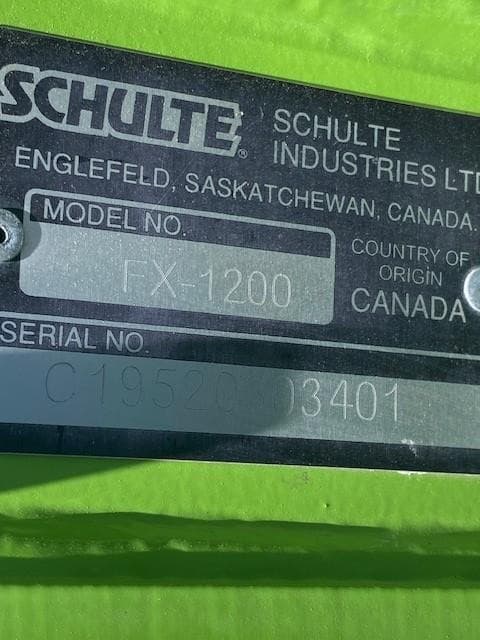 SCHULTE®
SCHULTE
INDUSTRIES LTD
ENGLEFELD, SASKATCHEWAN, CANADA.
MODEL NO.
FX-1200
COUNTRY OF
ORIGIN
CANADA
SERIAL NO.